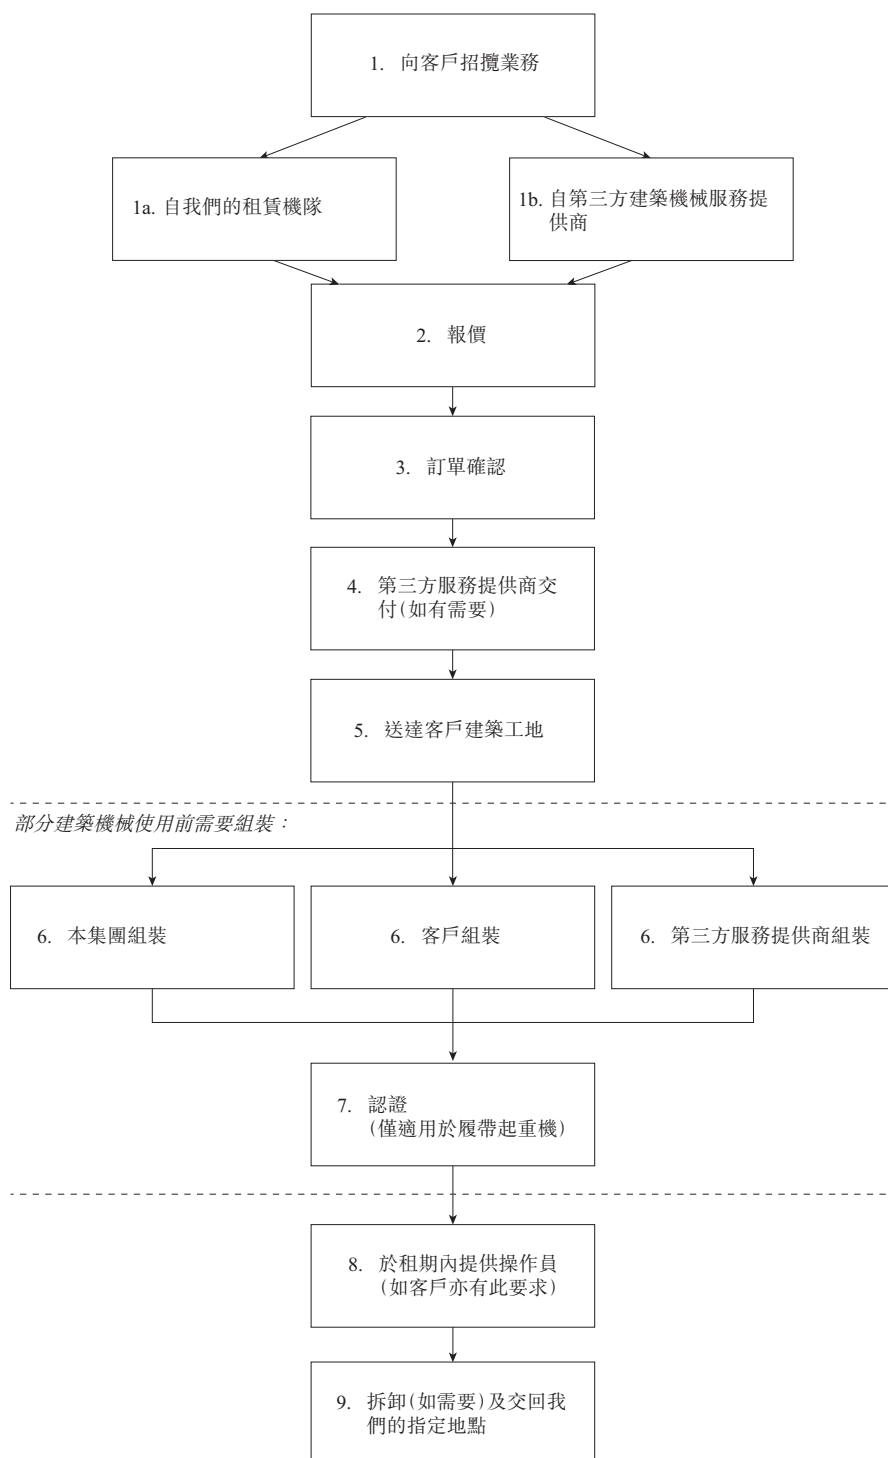 1. 向客戶招攬業務
1a. 自我們的租賃機隊
1b. 自第三方建築機械服務提
供商
2. 報價
3. 訂單確認
4. 第三方服務提供商交
付(如有需要)
5. 送達客戶建築工地
部分建築機械使用前需要組裝：
6. 本集團組裝
6. 客戶組裝
6. 第三方服務提供商組裝
7. 認證
(僅適用於履帶起重機)
8. 於租期內提供操作員
(如客戶亦有此要求)
9. 拆卸(如需要)及交回我
們的指定地點